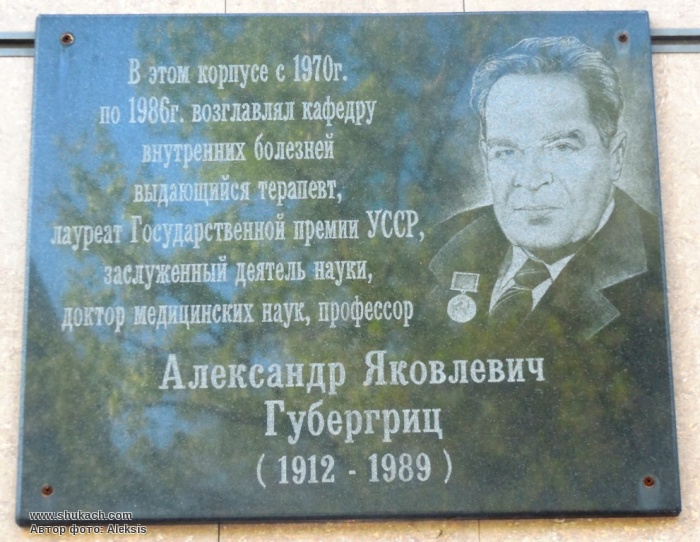 В этом корпусе с 1970г.
по 1986г. возглавлял кафедру
внутренних болезней
выдающийся терапевт,
лауреат Государственной премии УССР,
заслуженный деятель науки,
доктор медицинских наук, профессор
Александр Яковлевич
Губергриц
( 1912 - 1989 )
www.shukach.com
Автор фото: Aleksis